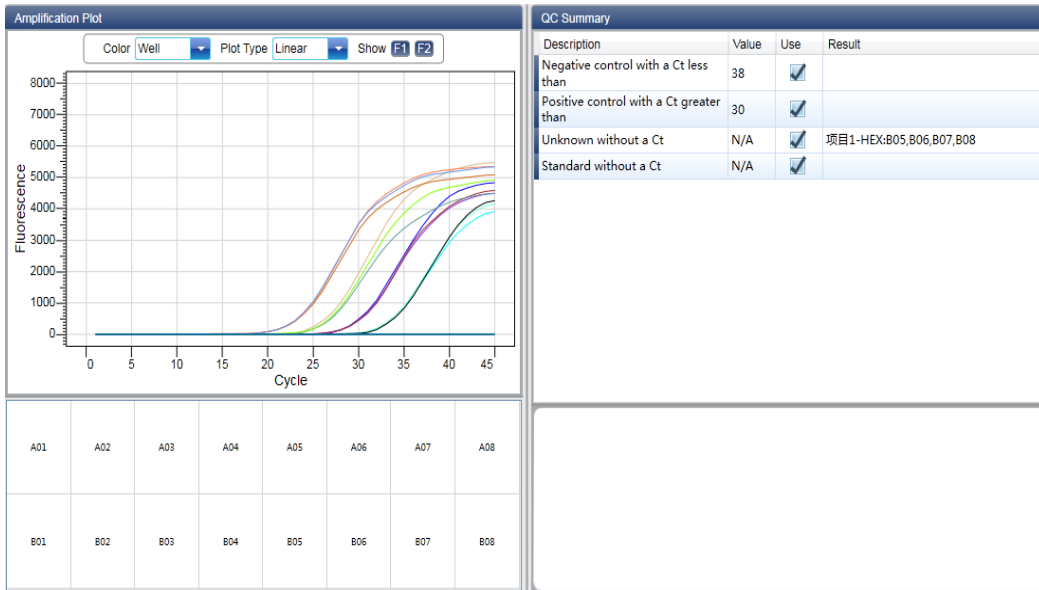 Amplification Plot
Color Well Plot Type Linear Show F1 F2
8000
7000
6000
5000
4000
3000
2000
1000
0
Fluorescence
0 5 10 15 20 25 30 35 40 45
Cycle
A01 A02 A03 A04 A05 A06 A07 A08
B01 B02 B03 B04 B05 B06 B07 B08
QC Summary
Description Value Use Result
Negative control with a Ct less
than
38
Positive control with a Ct greater
than
30
Unknown without a Ct N/A 项目1-HEX:B05,B06,B07,B08
Standard without a Ct N/A